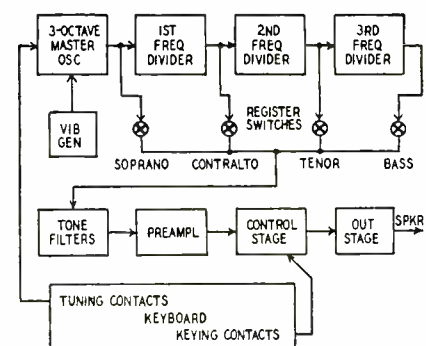 3-OCTAVE
MASTER
OSC
1ST
FREQ
DIVIDER
2ND
FREQ
DIVIDER
3RD
FREQ
DIVIDER
VIB
GEN
REGISTER
SWITCHES
SOPRANO
CONTRALTO
TENOR
BASS
TONE
FILTERS
PREAMPL
CONTROL
STAGE
OUT
STAGE
SPKR
TUNING CONTACTS
KEYBOARD
KEYING CONTACTS